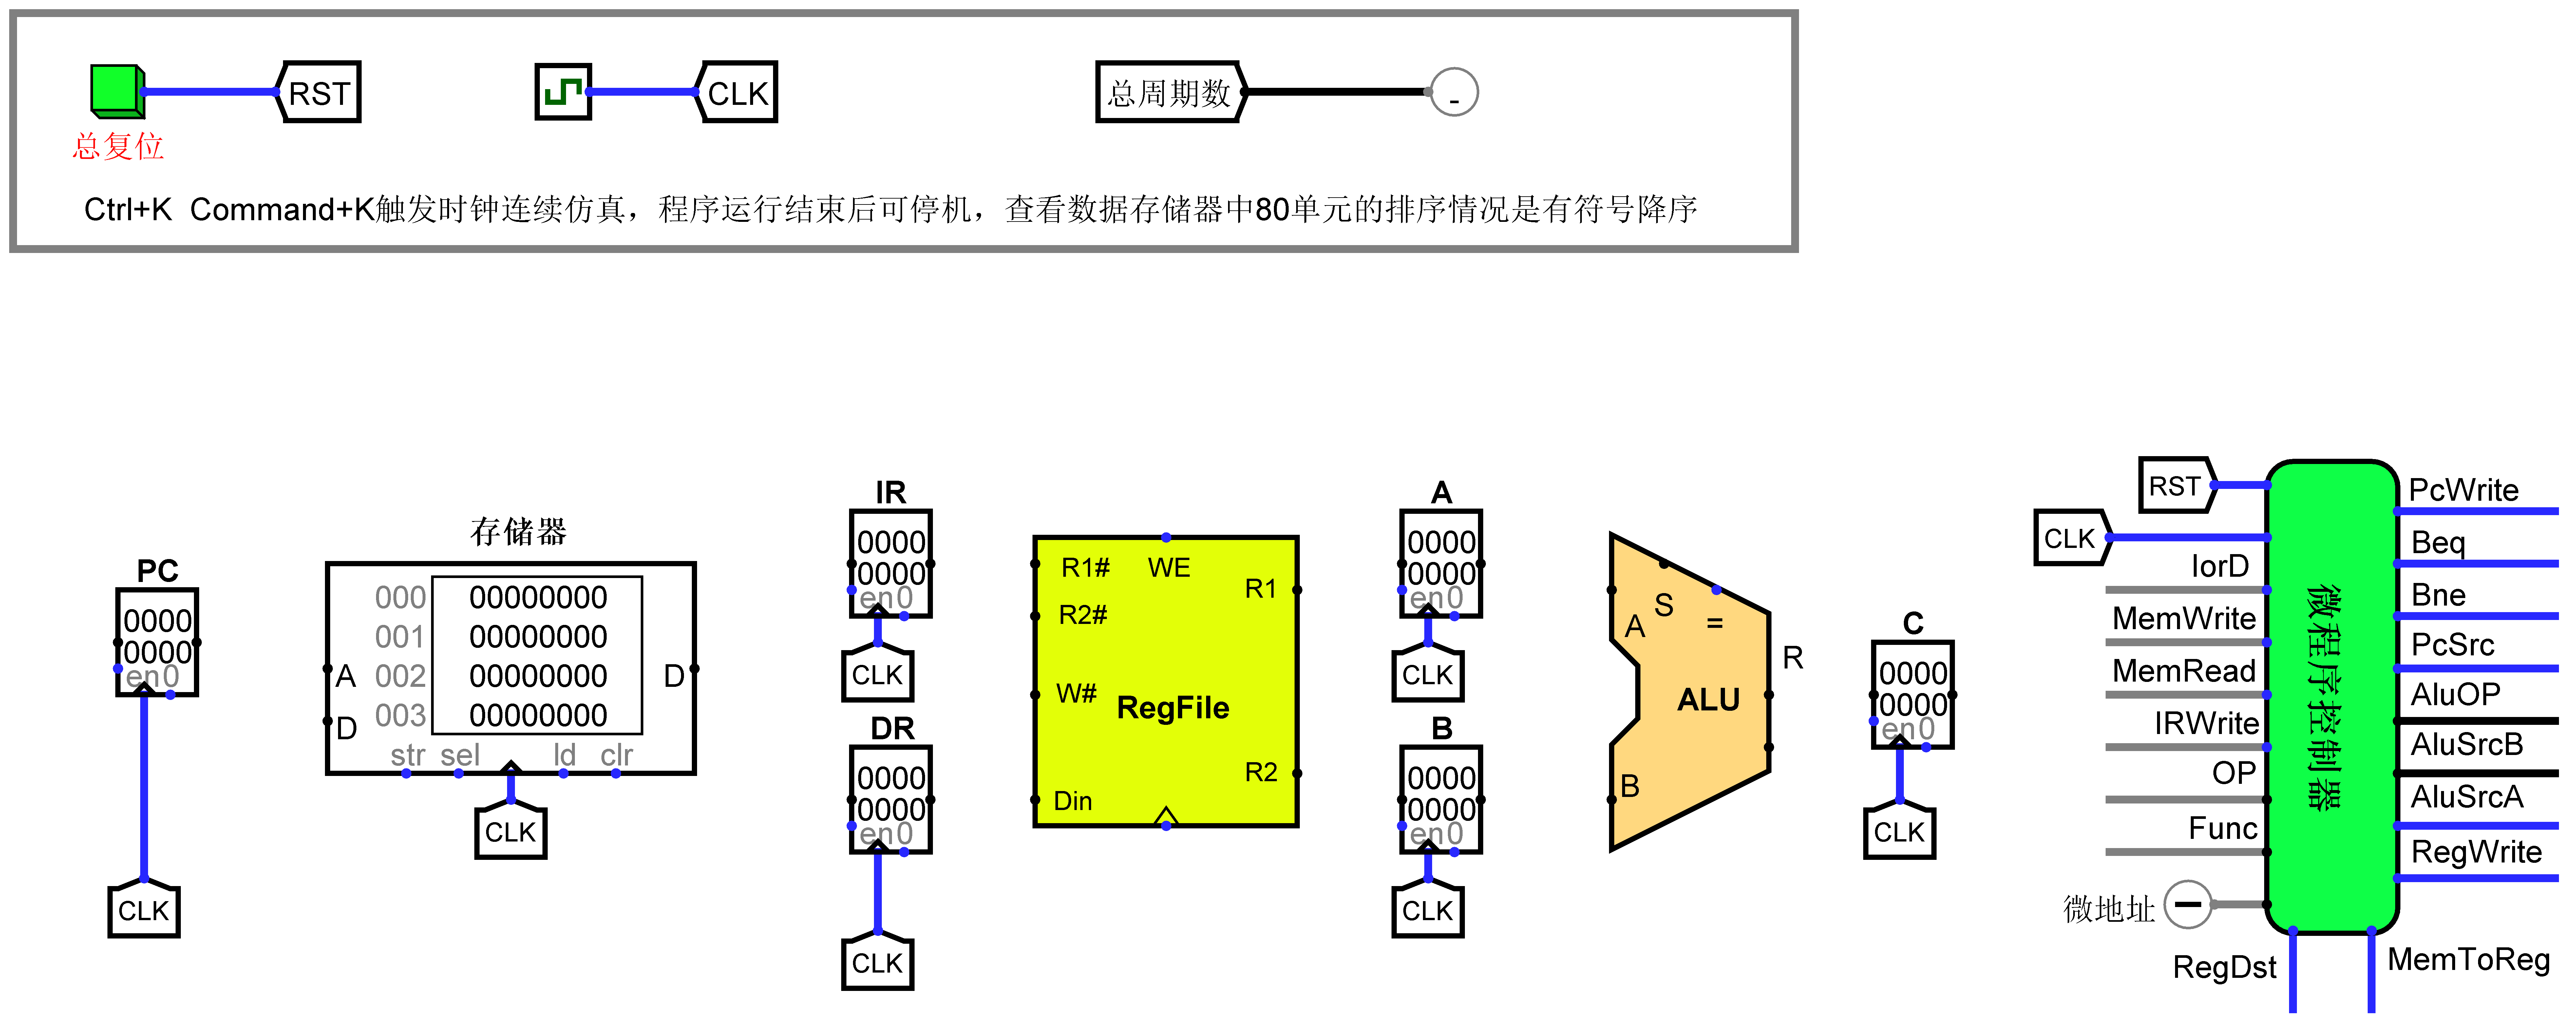 RST
CLK
总周期数
-
总复位
Ctrl+K Command+K触发时钟连续仿真，程序运行结束后可停机，查看数据存储器中80单元的排序情况是有符号降序
PC
0000
0000
en0
CLK
存储器
000 00000000
001 00000000
002 00000000
003 00000000
A
D
D
str sel ld clr
CLK
IR
0000
0000
en0
CLK
DR
0000
0000
en0
CLK
R1# WE
R1
R2#
W#
RegFile
R2
Din
A
0000
0000
en0
CLK
B
0000
0000
en0
CLK
S
A =
R
ALU
B
C
0000
0000
en0
CLK
RST
CLK
IorD
MemWrite
MemRead
IRWrite
OP
Func
微地址
微程序控制器
PcWrite
Beq
Bne
PcSrc
AluOP
AluSrcB
AluSrcA
RegWrite
RegDst
MemToReg